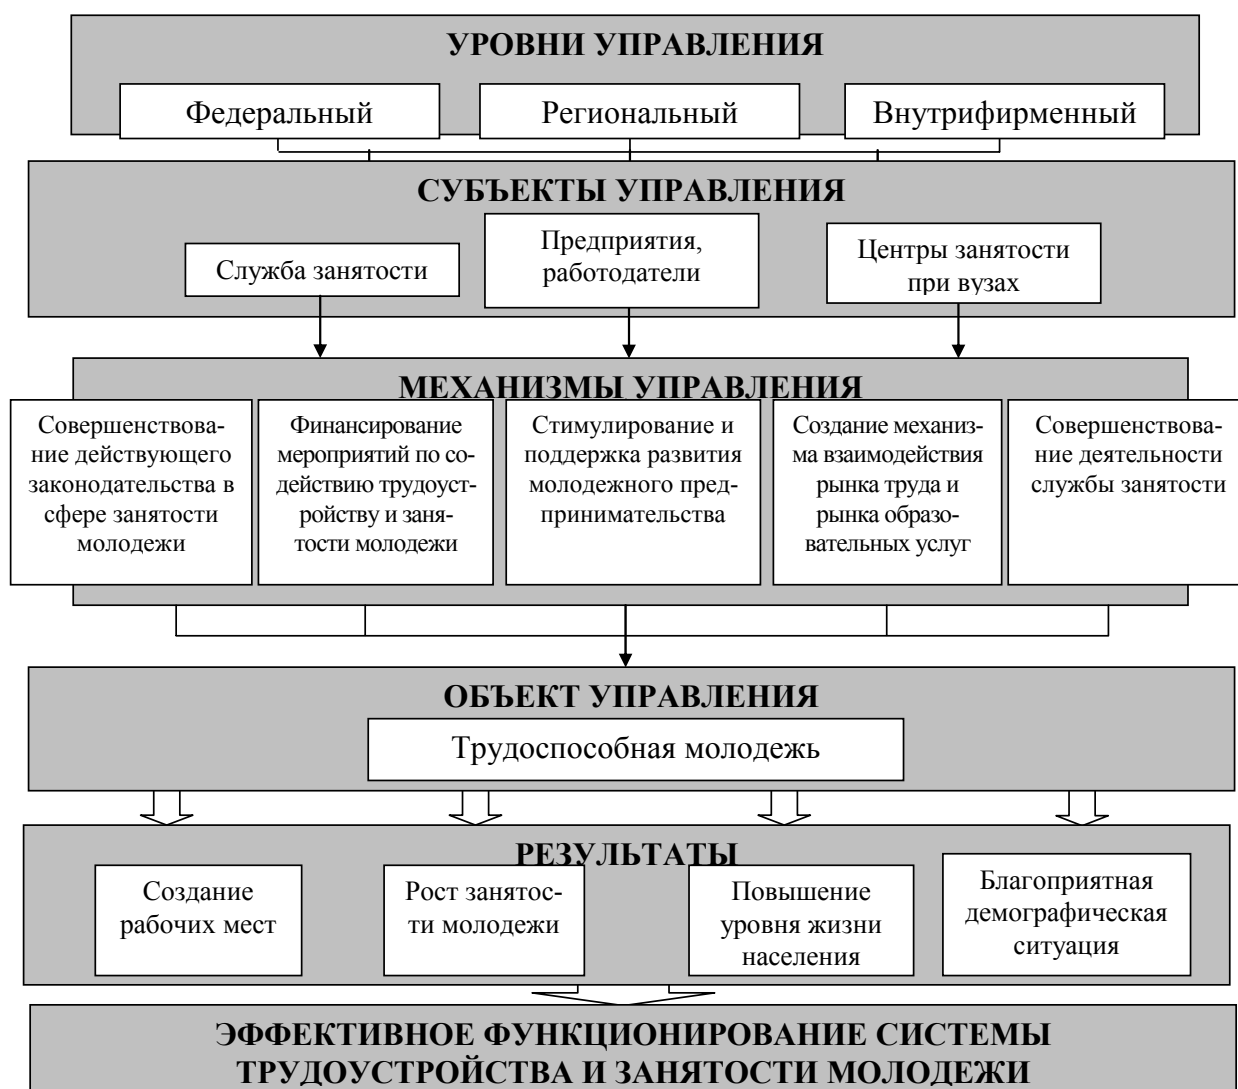 УРОВНИ УПРАВЛЕНИЯ
Федеральный
Региональный
Внутрифирменный
СУБЪЕКТЫ УПРАВЛЕНИЯ
Служба занятости
Предприятия,
работодатели
Центры занятости
при вузах
МЕХАНИЗМЫ УПРАВЛЕНИЯ
Совершенствова-
ние действующего
законодательства в
сфере занятости
молодежи
Финансирование
мероприятий по со-
действию трудоуст-
ройству и заня-
тости молодежи
Стимулирование и
поддержка развития
молодежного пред-
принимательства
Создание механиз-
ма взаимодействия
рынка труда и
рынка образо-
вательных услуг
Совершенствова-
ние деятельности
службы занятости
ОБЪЕКТ УПРАВЛЕНИЯ
Трудоспособная молодежь
РЕЗУЛЬТАТЫ
Создание
рабочих мест
Рост занятос-
ти молодежи
Повышение
уровня жизни
населения
Благоприятная
демографическая
ситуация
ЭФФЕКТИВНОЕ ФУНКЦИОНИРОВАНИЕ СИСТЕМЫ
ТРУДОУСТРОЙСТВА И ЗАНЯТОСТИ МОЛОДЕЖИ